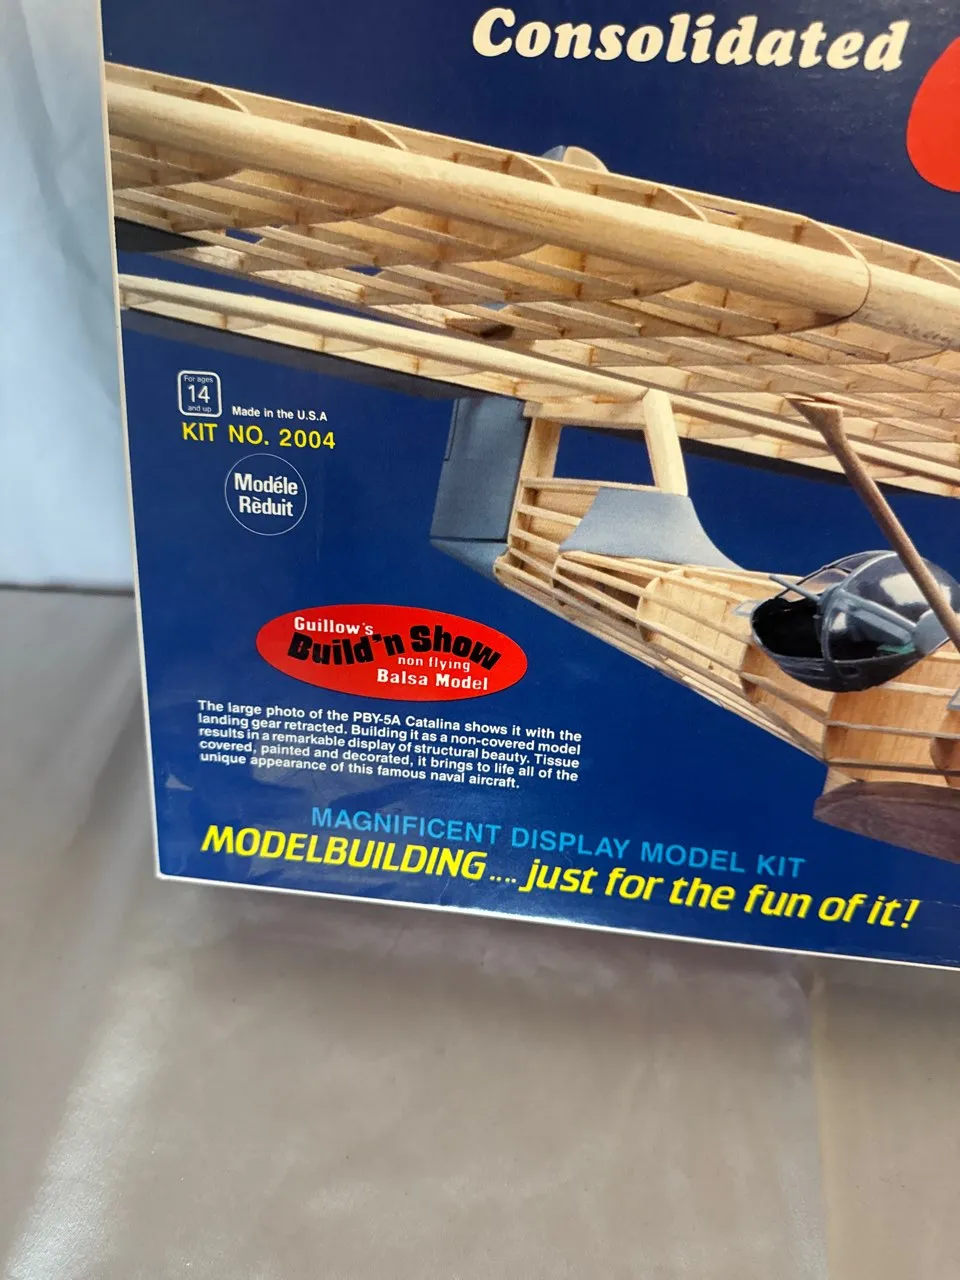 Consolidated
For ages
14
and up
Made in the U.S.A
KIT NO. 2004
Modéle
Rèduit
Guillow's
Build'n Show
non flying
Balsa Model
The large photo of the PBY-5A Catalina shows it with the
landing gear retracted. Building it as a non-covered model
results in a remarkable display of structural beauty. Tissue
covered, painted and decorated, it brings to life all of the
unique appearance of this famous naval aircraft.
MAGNIFICENT DISPLAY MODEL KIT
MODELBUILDING.... just for the fun of it!